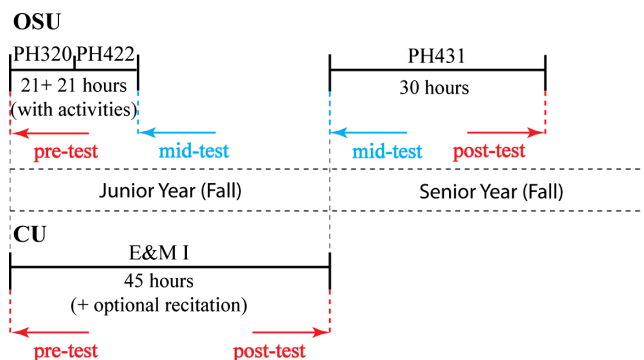 OSU
PH320 PH422
21+ 21 hours
(with activities)
PH431
30 hours
pre-test
mid-test
mid-test
post-test
Junior Year (Fall)
Senior Year (Fall)
CU
E&M I
45 hours
(+ optional recitation)
pre-test
post-test